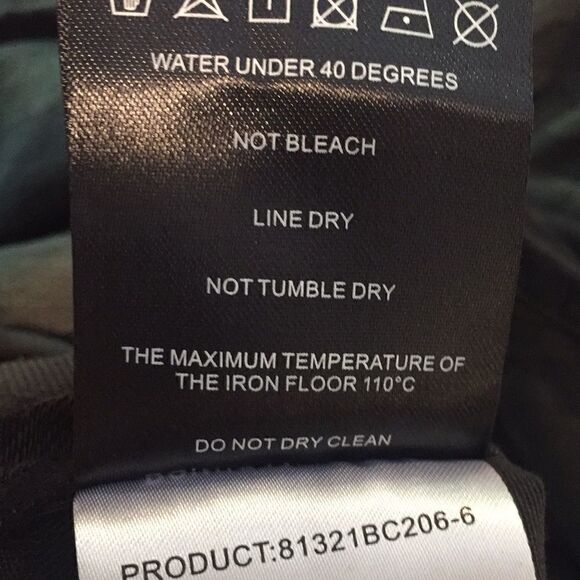 WATER UNDER 40 DEGREES
NOT BLEACH
LINE DRY
NOT TUMBLE DRY
THE MAXIMUM TEMPERATURE OF
THE IRON FLOOR 110°C
DO NOT DRY CLEAN
PRODUCT:81321BC206-6